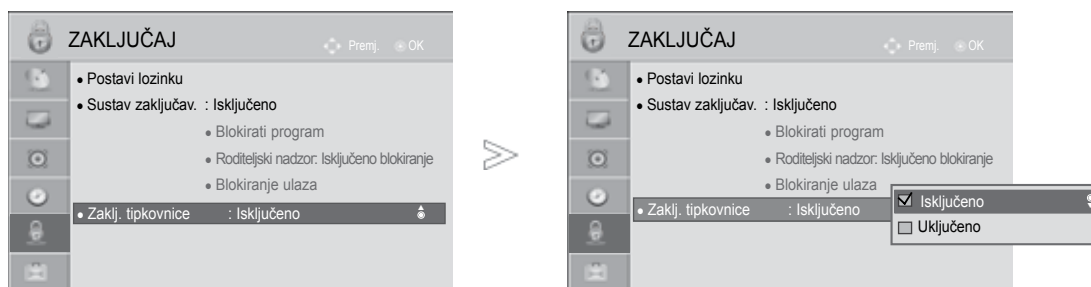 ZAKLJUČAJ
Premj. OK
• Postavi lozinku
• Sustav zaključav. : Isključeno
• Blokirati program
• Roditeljski nadzor: Isključeno blokiranje
• Blokiranje ulaza
• Zaklj. tipkovnice : Isključeno
ZAKLJUČAJ
Premj. OK
• Postavi lozinku
• Sustav zaključav. : Isključeno
• Blokirati program
• Roditeljski nadzor: Isključeno blokiranje
• Blokiranje ulaza
• Zaklj. tipkovnice : Isključeno
Isključeno
Uključeno